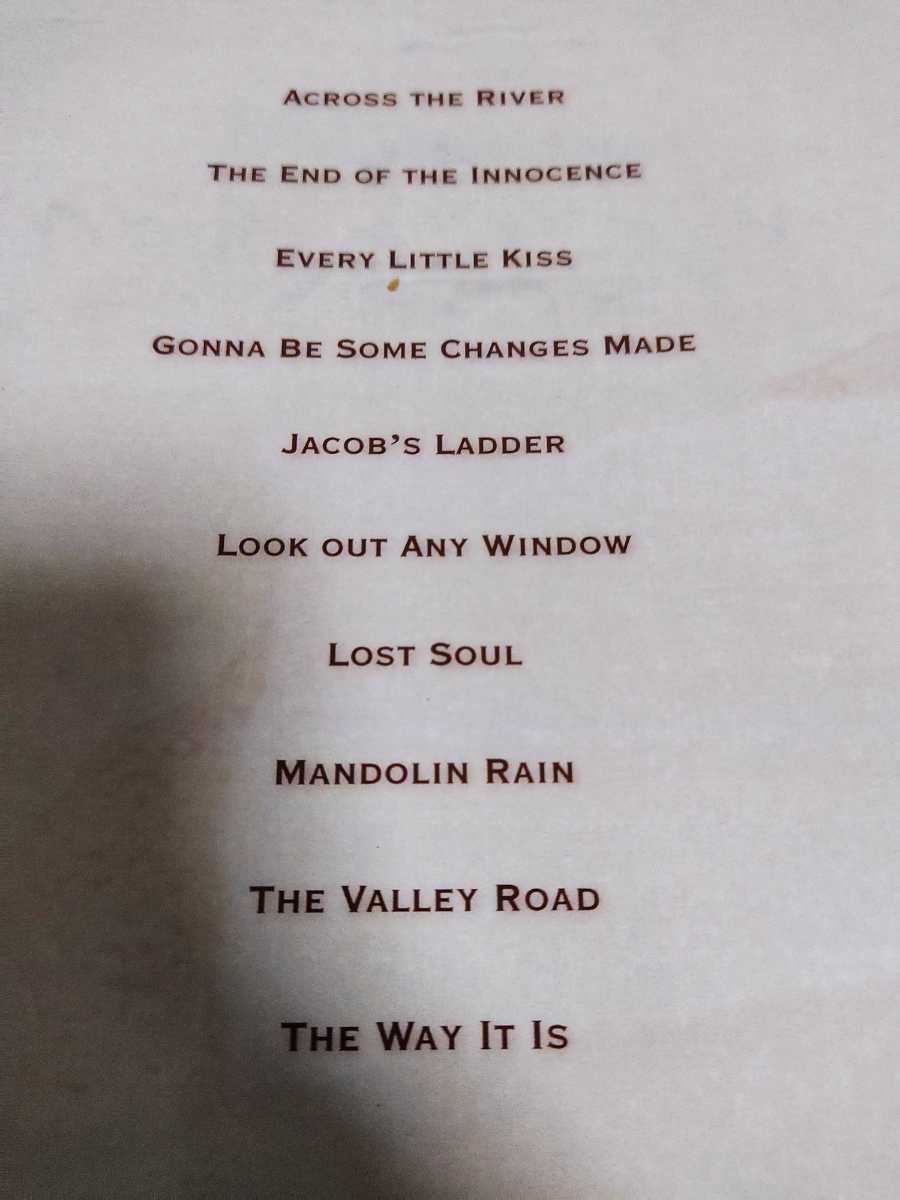 Across the River
The End of the Innocence
Every Little Kiss
Gonna Be Some Changes Made
Jacob's Ladder
Look out Any Window
Lost Soul
Mandolin Rain
The Valley Road
The Way It Is